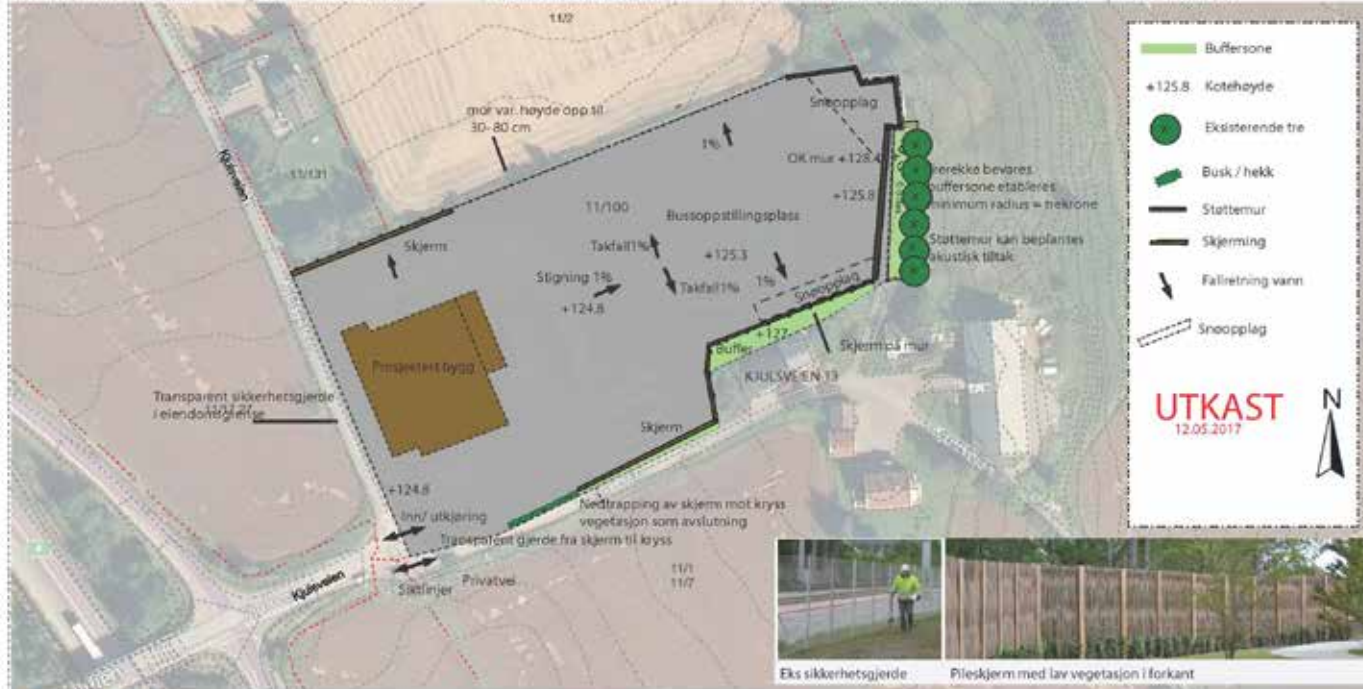 11/2
Snøopplag
mur var. høyde opp til
30- 80 cm
1%
OK mur +128.4
Kjulsveien
11/131
trerekke bevares.
buffersone etableres
minimum radius = trekrone
+125.8
11/100
Bussoppstillingsplass
Skjerm
Takfall1%
+125.3
Støttemur kan beplantes
akustisk tiltak
Stigning 1%
Takfall1%
1%
Snøopplag
+124.8
+127
Buffer
Skjerm på mur
Prosjektert bygg
KJULSVEIEN 13
Transparent sikkerhetsgjerde
i eiendomsgrense
Skjerm
+124.8
Nedtrapping av skjerm mot kryss
vegetasjon som avslutning
Inn/ utkjøring
Transparent gjerde fra skjerm til kryss
11/1
11/7
Privatvei
Siktlinjer
Kjulsveien
Buffersone
+125.8 Kotehøyde
Eksisterende tre
Busk / hekk
Støttemur
Skjerming
Fallretning vann
Snøopplag
UTKAST
12.05.2017
N
Eks sikkerhetsgjerde
Pileskjerm med lav vegetasjon i forkant